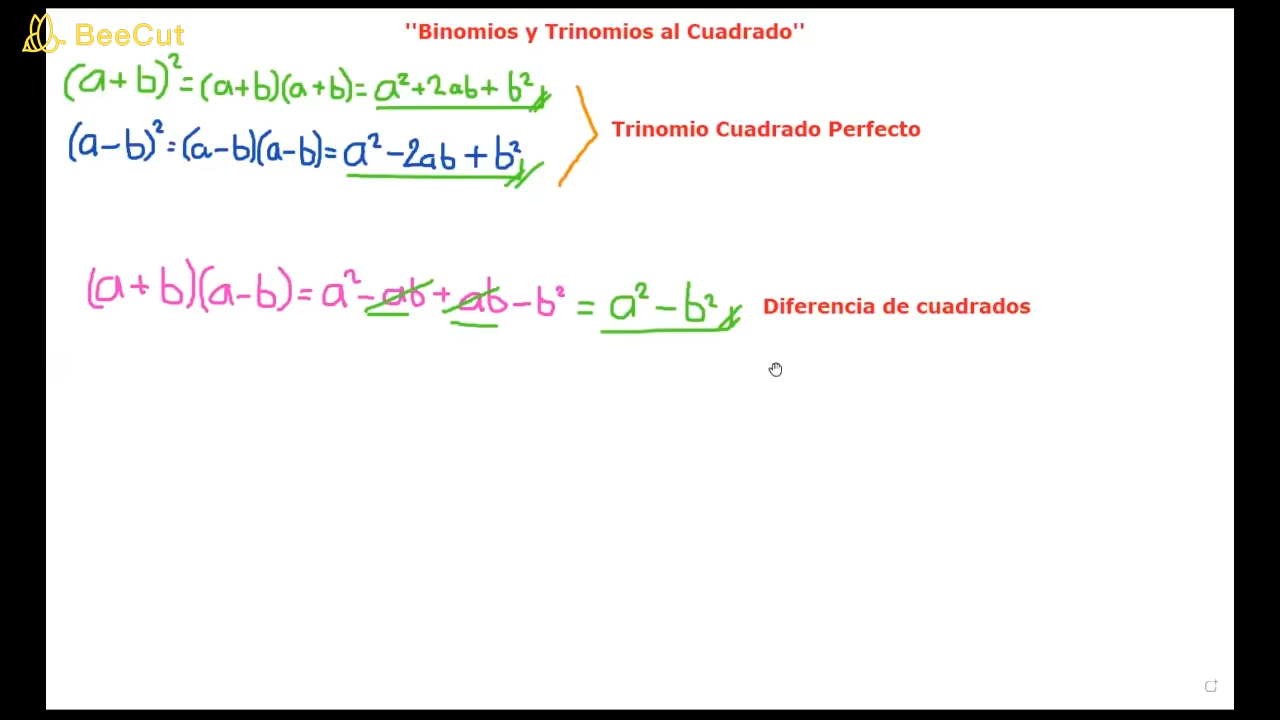 BeeCut
''Binomios y Trinomios al Cuadrado''
(a+b)²=(a+b)(a+b)=a²+2ab+b²
(a-b)²=(a-b)(a-b)=a²-2ab+b²
Trinomio Cuadrado Perfecto
(a+b)(a-b)=a²-ab+ab-b²=a²-b²
Diferencia de cuadrados